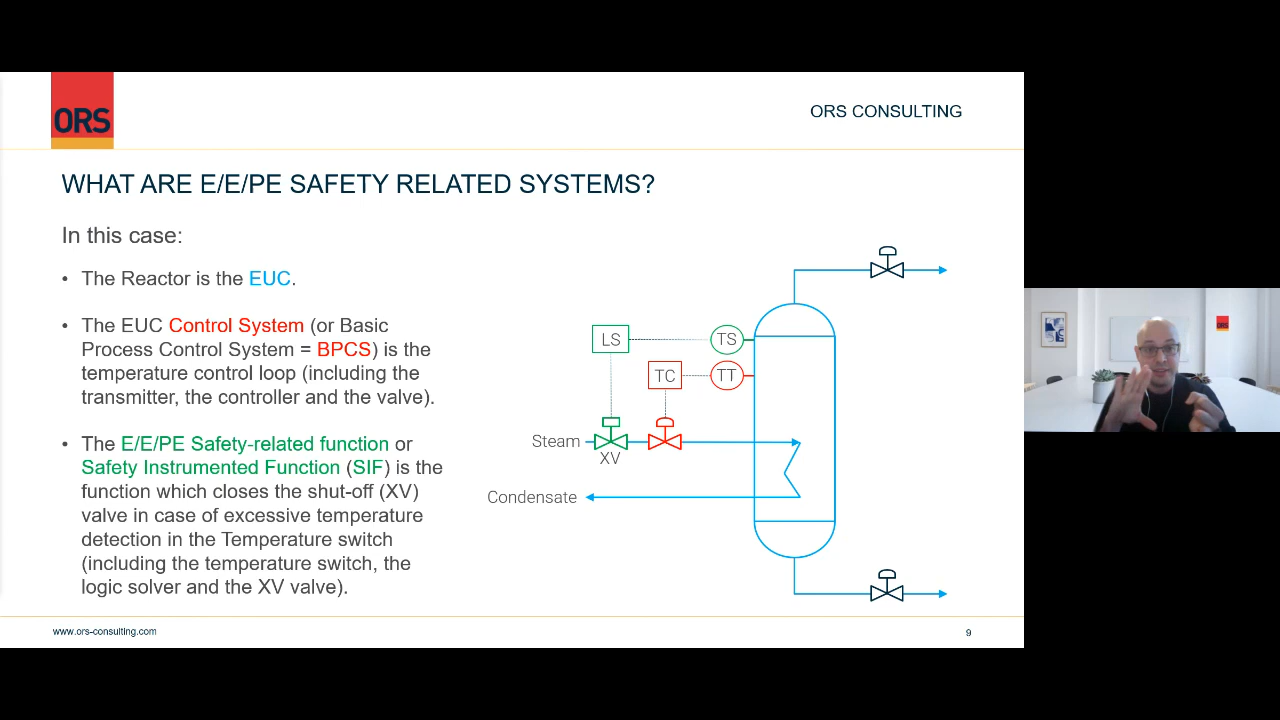 ORS
ORS CONSULTING
WHAT ARE E/E/PE SAFETY RELATED SYSTEMS?
In this case:
• The Reactor is the EUC.
• The EUC Control System (or Basic
Process Control System = BPCS) is the
temperature control loop (including the
transmitter, the controller and the valve).
• The E/E/PE Safety-related function or
Safety Instrumented Function (SIF) is the
function which closes the shut-off (XV)
valve in case of excessive temperature
detection in the Temperature switch
(including the temperature switch, the
logic solver and the XV valve).
LS
TS
TC
TT
Steam
XV
Condensate
www.ors-consulting.com
9